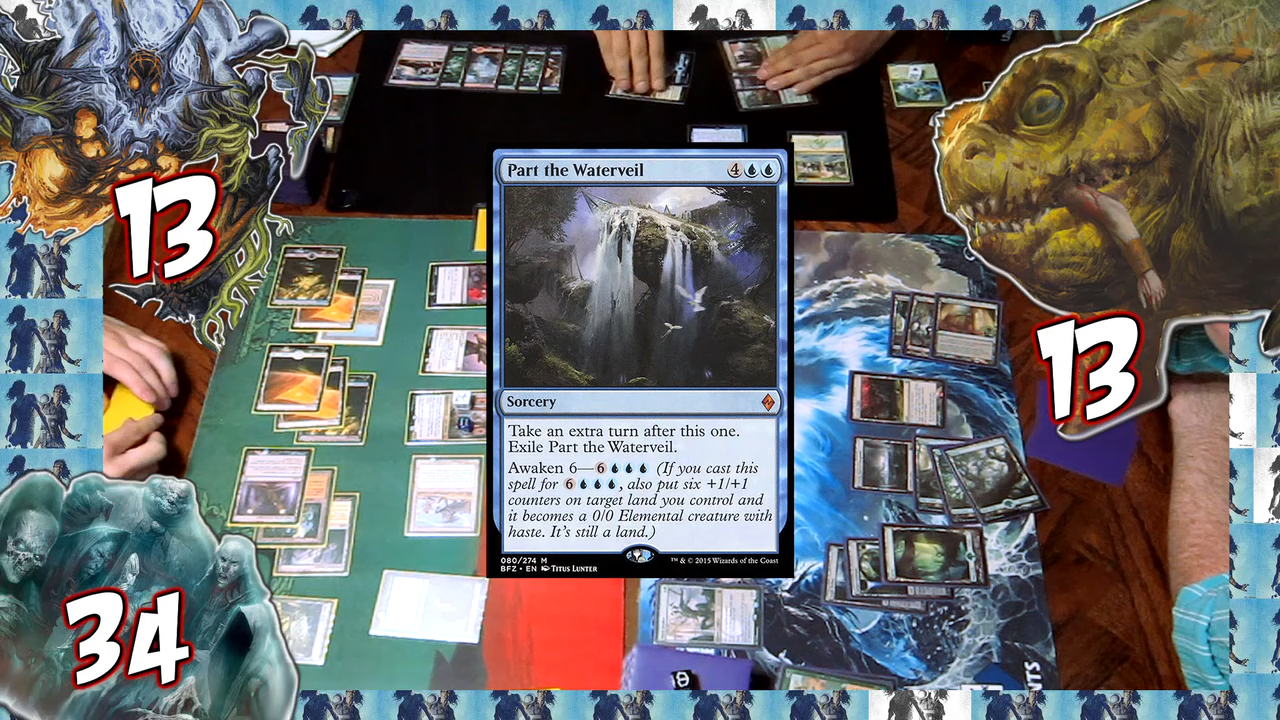 Part the Waterveil 4
Sorcery
Take an extra turn after this one.
Exile Part the Waterveil.
Awaken 6—6 (If you cast this
spell for 6, also put six +1/+1
counters on target land you control and
it becomes a 0/0 Elemental creature with
haste. It's still a land.)
080/274 M
BFZ • EN Titus Lunter
™ & © 2015 Wizards of the Coast
13
13
34
NTS